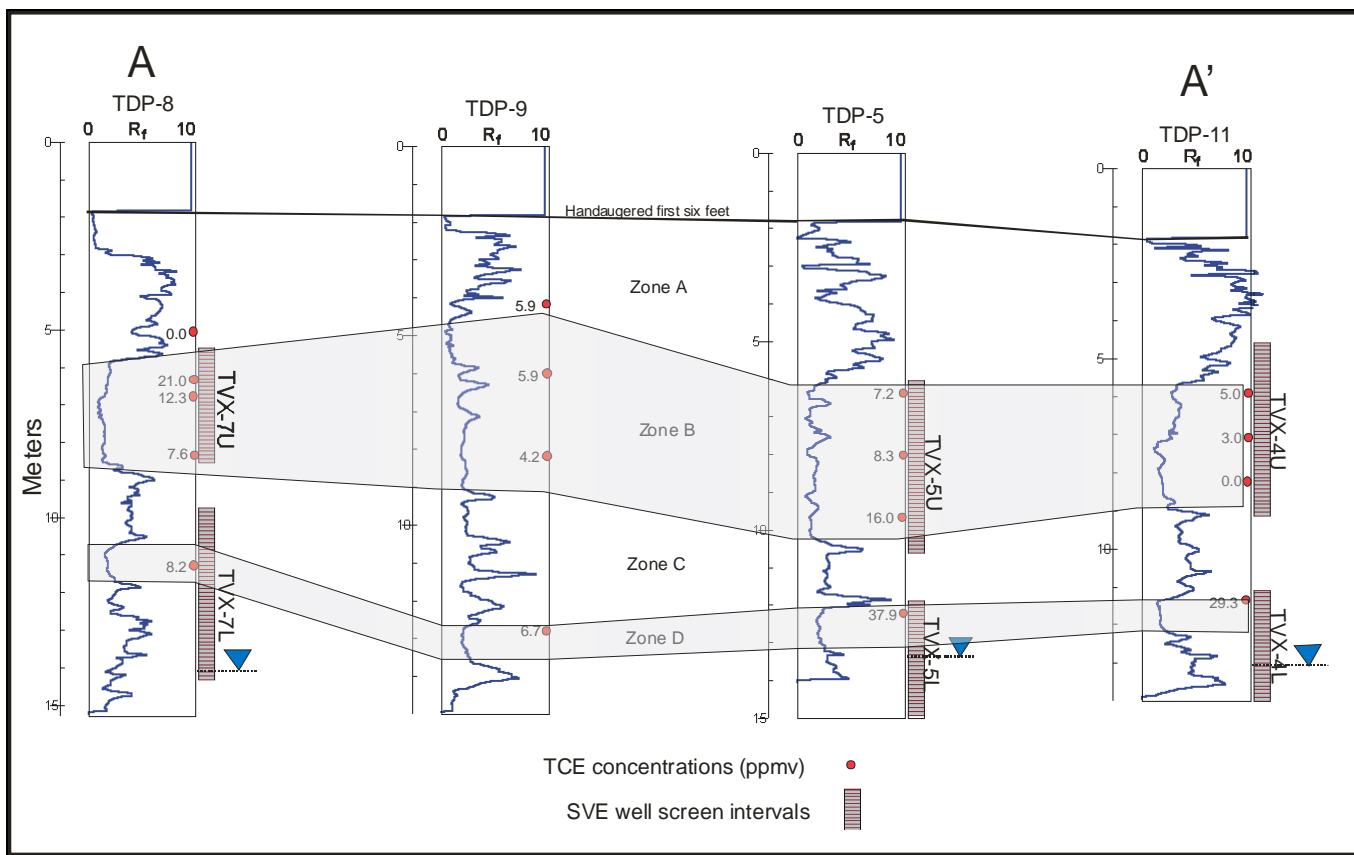 A
A'
TDP-8
TDP-9
TDP-5
TDP-11
0 Rf 10
0 Rf 10
0 Rf 10
0 Rf 10
0
0
0
0
Handaugered first six feet
Zone A
5.9
0.0
5
5
5
5
21.0
12.3
7.6
TVX-7U
5.9
4.2
Zone B
7.2
8.3
16.0
TVX-5U
5.0
3.0
0.0
TVX-4U
Meters
10
10
10
10
Zone C
8.2
TVX-7L
6.7
Zone D
37.9
TVX-5L
29.3
TVX-4L
15
15
TCE concentrations (ppmv)
SVE well screen intervals